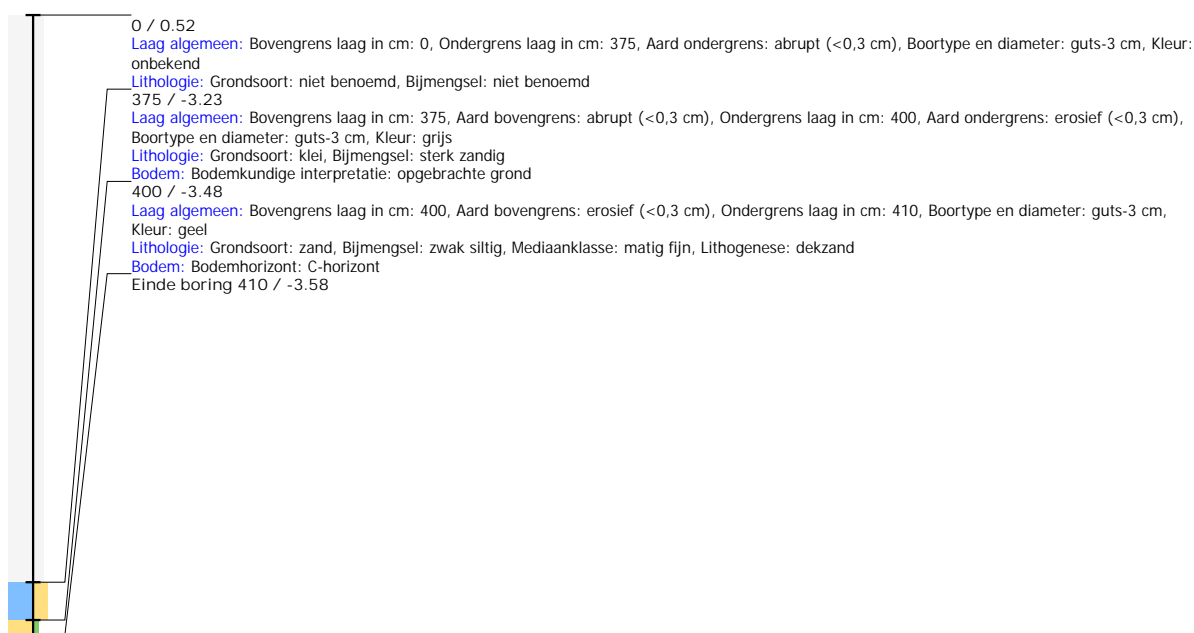 0 / 0.52
Laag algemeen: Bovengrens laag in cm: 0, Ondergrens laag in cm: 375, Aard ondergrens: abrupt (<0,3 cm), Boortype en diameter: guts-3 cm, Kleur:
onbekend
Lithologie: Grondsoort: niet benoemd, Bijmengsel: niet benoemd
375 / -3.23
Laag algemeen: Bovengrens laag in cm: 375, Aard bovengrens: abrupt (<0,3 cm), Ondergrens laag in cm: 400, Aard ondergrens: erosief (<0,3 cm),
Boortype en diameter: guts-3 cm, Kleur: grijs
Lithologie: Grondsoort: klei, Bijmengsel: sterk zandig
Bodem: Bodemkundige interpretatie: opgebrachte grond
400 / -3.48
Laag algemeen: Bovengrens laag in cm: 400, Aard bovengrens: erosief (<0,3 cm), Ondergrens laag in cm: 410, Boortype en diameter: guts-3 cm,
Kleur: geel
Lithologie: Grondsoort: zand, Bijmengsel: zwak siltig, Mediaanklasse: matig fijn, Lithogenese: dekzand
Bodem: Bodemhorizont: C-horizont
Einde boring 410 / -3.58